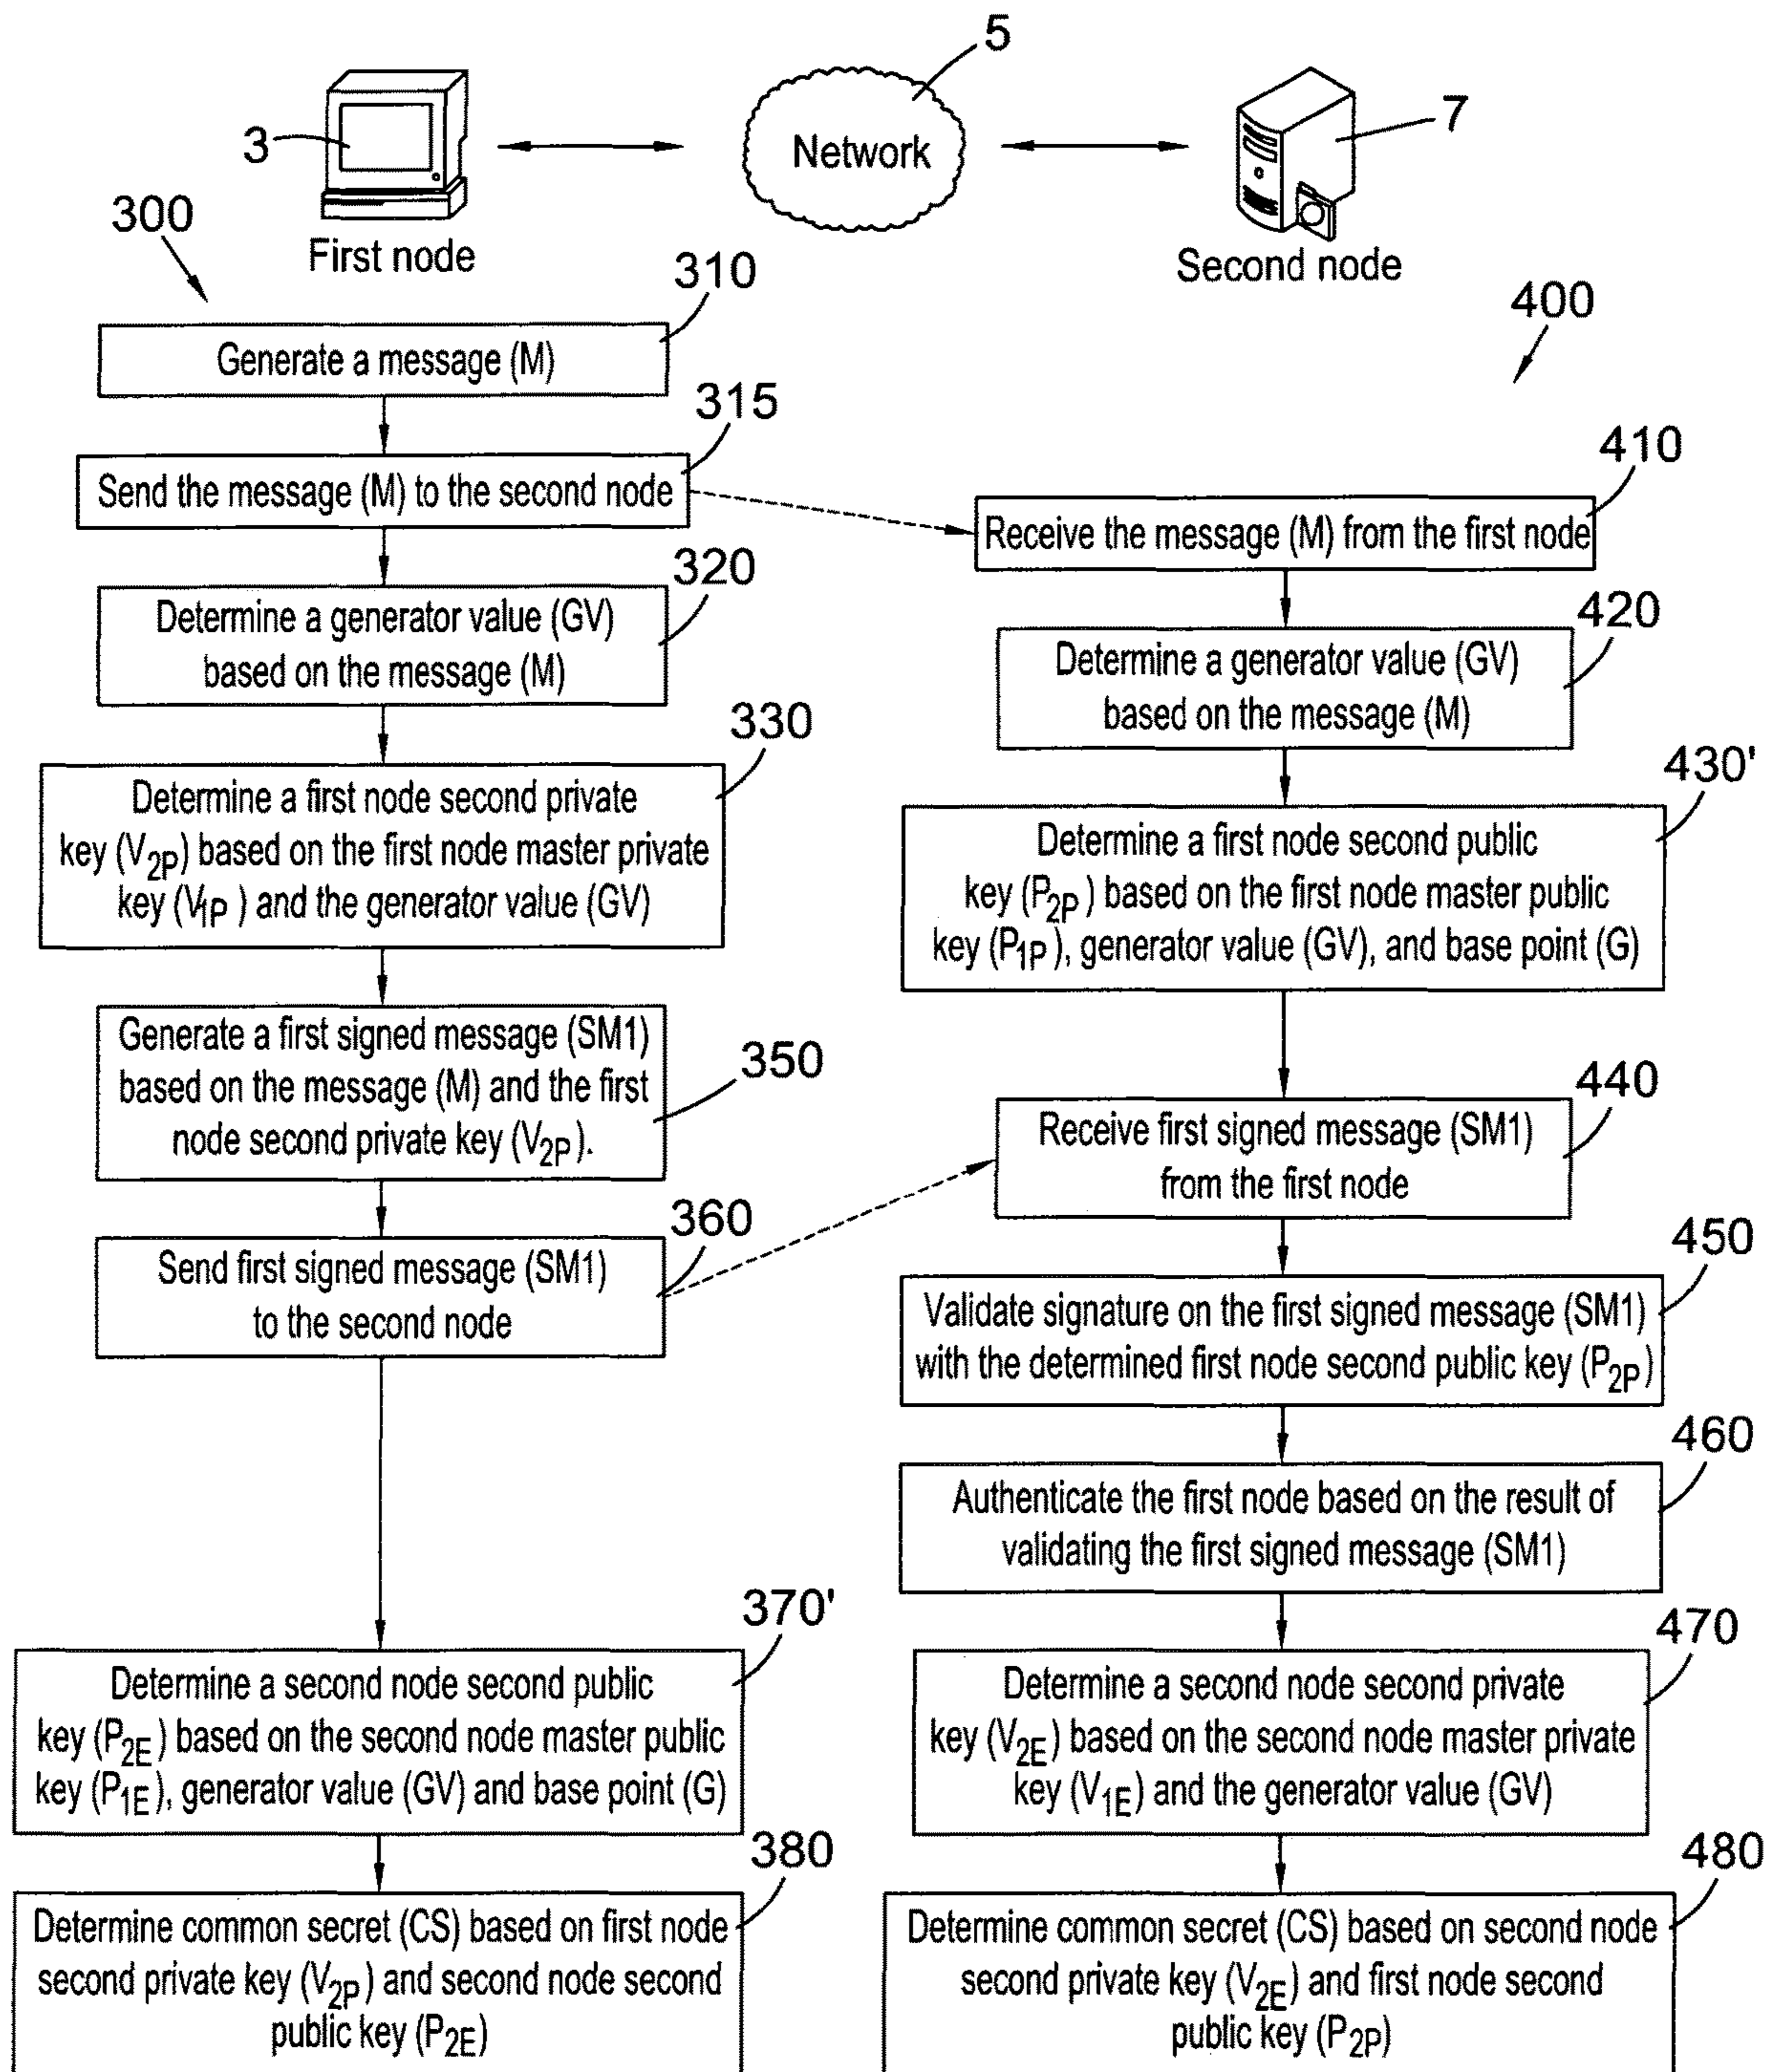 5
3
Network
7
First node
Second node
300
310
Generate a message (M)
315
Send the message (M) to the second node
320
Determine a generator value (GV)
based on the message (M)
330
Determine a first node second private
key (V2P) based on the first node master private
key (V1P) and the generator value (GV)
Generate a first signed message (SM1)
based on the message (M) and the first
node second private key (V2P).
350
360
Send first signed message (SM1)
to the second node
370'
Determine a second node second public
key (P2E) based on the second node master public
key (P1E), generator value (GV) and base point (G)
380
Determine common secret (CS) based on first node
second private key (V2P) and second node second
public key (P2E)
400
410
Receive the message (M) from the first node
420
Determine a generator value (GV)
based on the message (M)
430'
Determine a first node second public
key (P2P) based on the first node master public
key (P1P), generator value (GV), and base point (G)
440
Receive first signed message (SM1)
from the first node
450
Validate signature on the first signed message (SM1)
with the determined first node second public key (P2P)
460
Authenticate the first node based on the result of
validating the first signed message (SM1)
470
Determine a second node second private
key (V2E) based on the second node master private
key (V1E) and the generator value (GV)
480
Determine common secret (CS) based on second node
second private key (V2E) and first node second
public key (P2P)